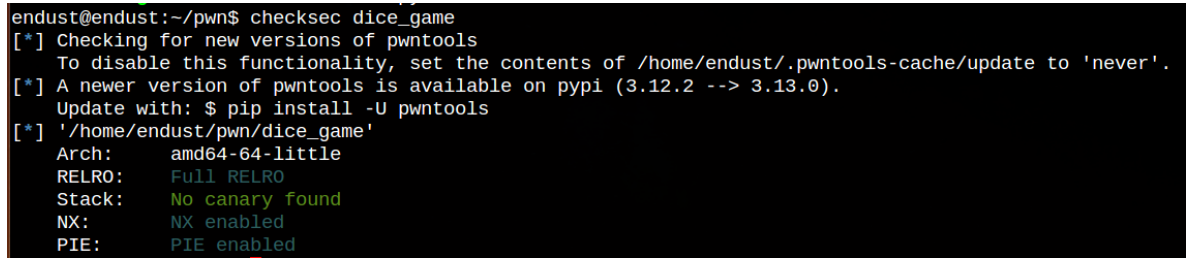 endust@endust:~/pwn$ checksec dice_game
[*] Checking for new versions of pwntools
    To disable this functionality, set the contents of /home/endust/.pwntools-cache/update to 'never'.
[*] A newer version of pwntools is available on pypi (3.12.2 --> 3.13.0).
    Update with: $ pip install -U pwntools
[*] '/home/endust/pwn/dice_game'
    Arch:     amd64-64-little
    RELRO:    Full RELRO
    Stack:    No canary found
    NX:       NX enabled
    PIE:      PIE enabled